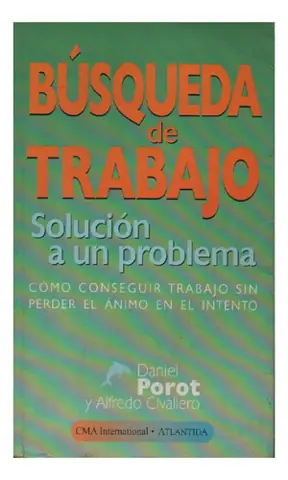 BÚSQUEDA
de
TRABAJO
Solución
a un problema
CÓMO CONSEGUIR TRABAJO SIN
PERDER EL ÁNIMO EN EL INTENTO
Daniel
Porot
y Alfredo Civallero
CMA International • ATLANTIDA